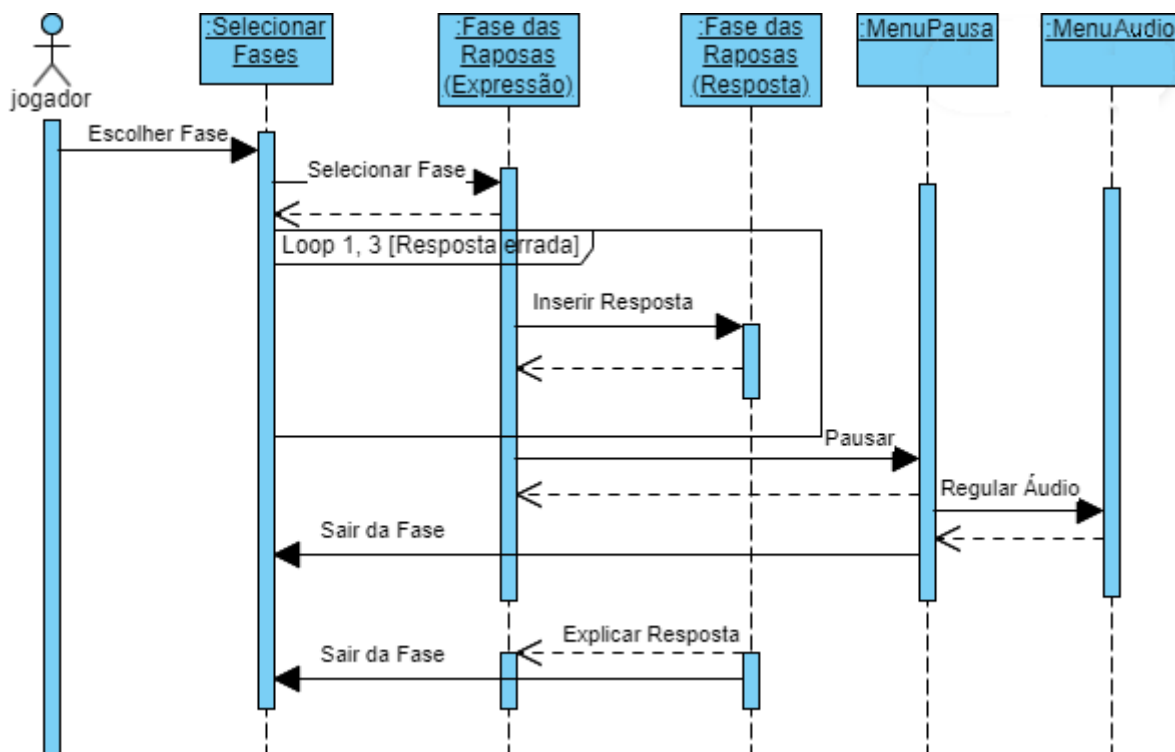 :Selecionar
Fases
:Fase das
Raposas
(Expressão)
:Fase das
Raposas
(Resposta)
:MenuPausa
:MenuAudio
jogador
Escolher Fase
Selecionar Fase
Loop 1, 3 [Resposta errada]
Inserir Resposta
Pausar
Regular Áudio
Sair da Fase
Explicar Resposta
Sair da Fase